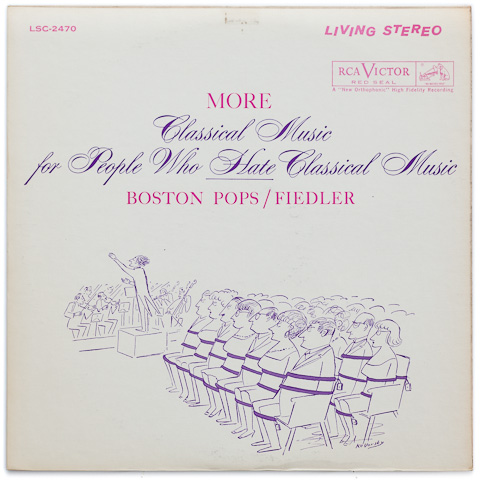 LSC-2470
LIVING STEREO
RCA VICTOR
RED SEAL
A "New Orthophonic" High Fidelity Recording
MORE
Classical Music
for People Who Hate Classical Music
BOSTON POPS/FIEDLER